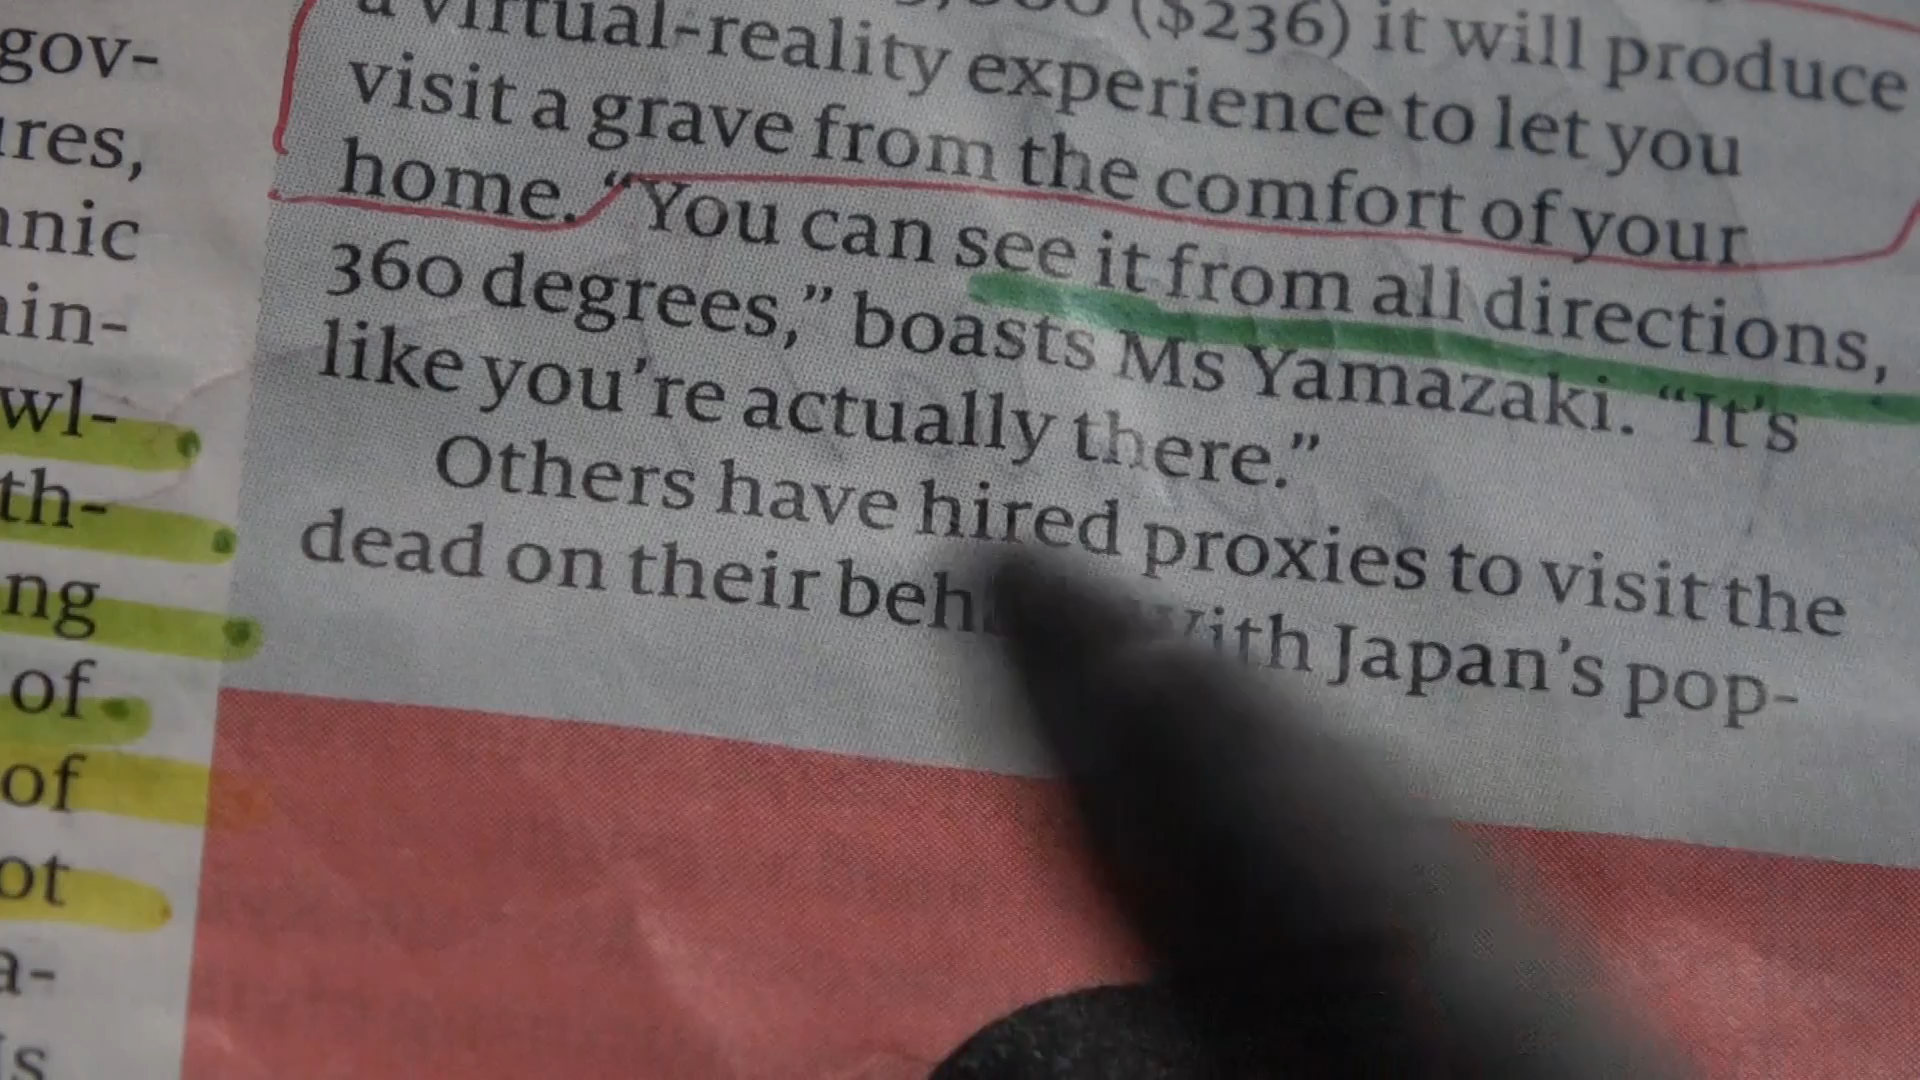 gov-
res,
nic
in-
wl-
th-
ng
of
of
ot
a-
s
($236) it will produce
a virtual-reality experience to let you
visit a grave from the comfort of your
home. “You can see it from all directions,
360 degrees,” boasts Ms Yamazaki. “It’s
like you’re actually there.”
Others have hired proxies to visit the
dead on their beh With Japan’s pop-